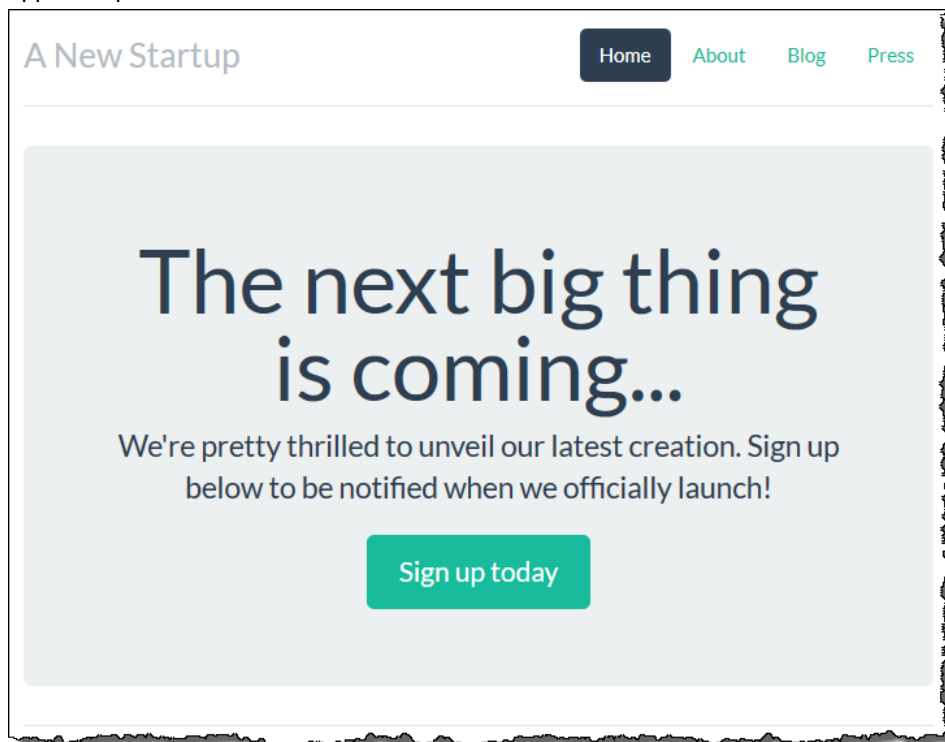 A New Startup
Home About Blog Press
The next big thing
is coming...
We're pretty thrilled to unveil our latest creation. Sign up
below to be notified when we officially launch!
Sign up today